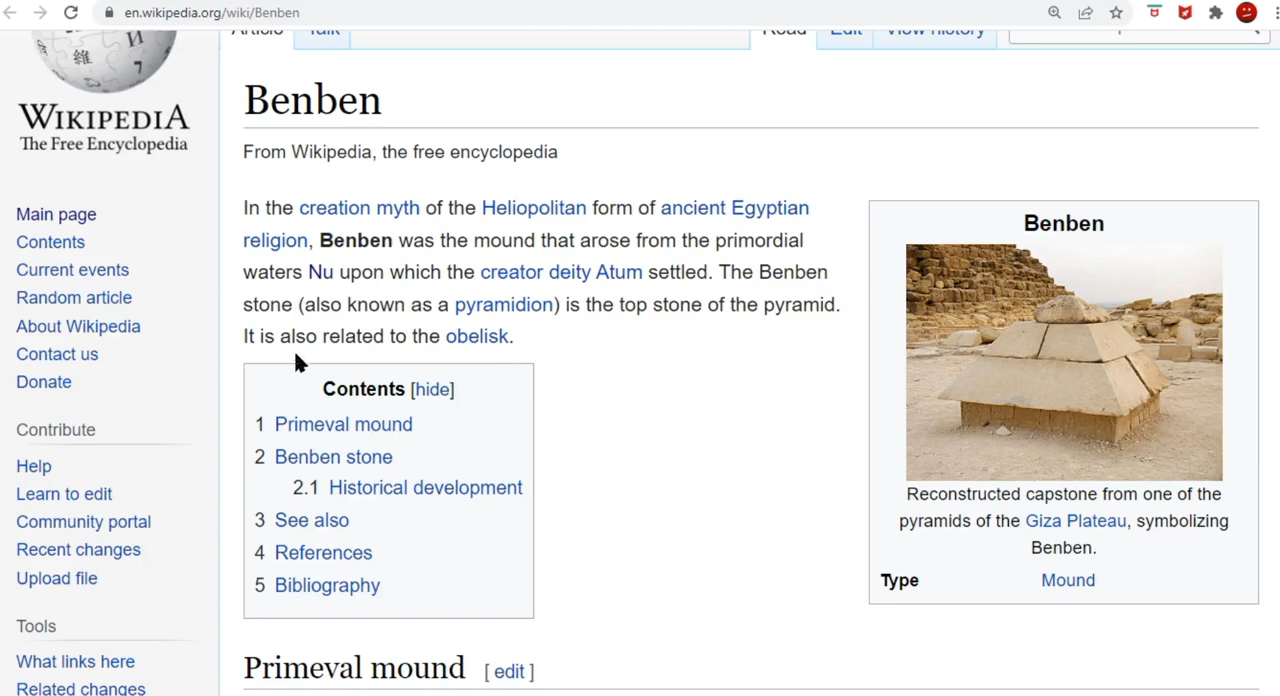 en.wikipedia.org/wiki/Benben
Article Talk Read Edit View history
維 И
WIKIPEDIA
The Free Encyclopedia
Main page
Contents
Current events
Random article
About Wikipedia
Contact us
Donate
Contribute
Help
Learn to edit
Community portal
Recent changes
Upload file
Tools
What links here
Related changes
Benben
From Wikipedia, the free encyclopedia
In the creation myth of the Heliopolitan form of ancient Egyptian
religion, Benben was the mound that arose from the primordial
waters Nu upon which the creator deity Atum settled. The Benben
stone (also known as a pyramidion) is the top stone of the pyramid.
It is also related to the obelisk.
Contents [hide]
1 Primeval mound
2 Benben stone
2.1 Historical development
3 See also
4 References
5 Bibliography
Primeval mound [ edit ]
Benben
Reconstructed capstone from one of the
pyramids of the Giza Plateau, symbolizing
Benben.
Type Mound